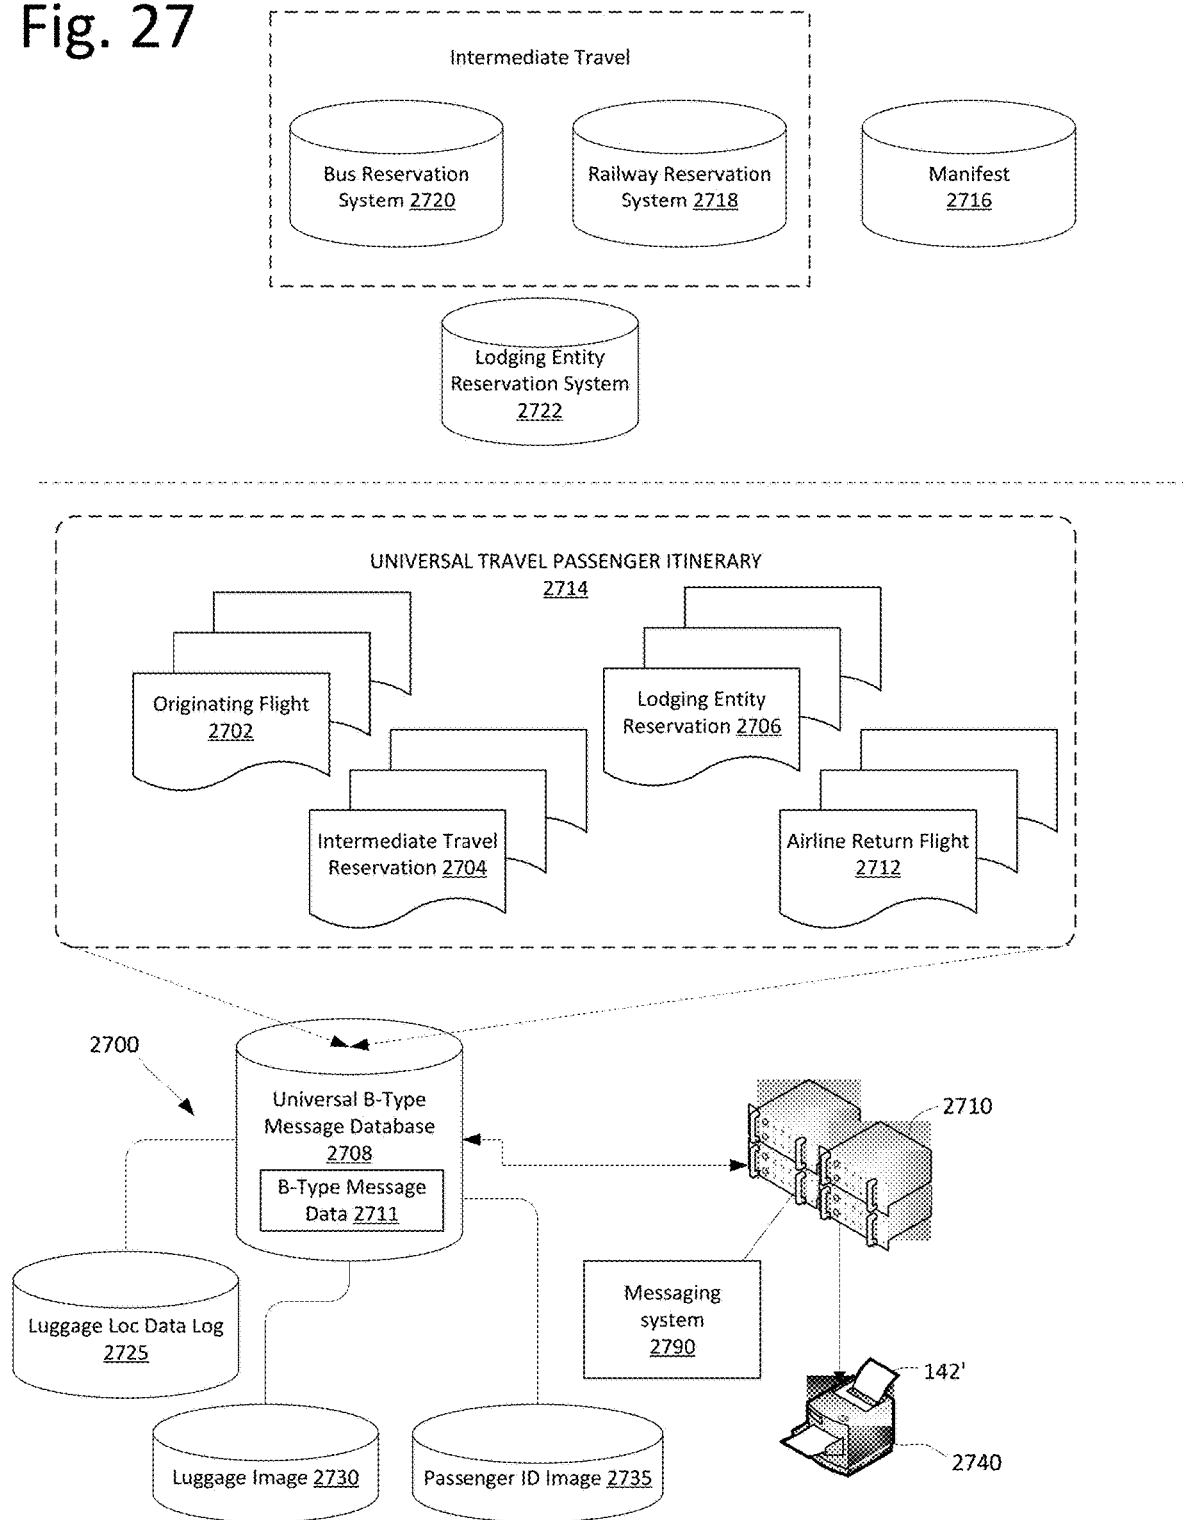 Fig. 27
Intermediate Travel
Bus Reservation
System 2720
Railway Reservation
System 2718
Manifest
2716
Lodging Entity
Reservation System
2722
UNIVERSAL TRAVEL PASSENGER ITINERARY
2714
Originating Flight
2702
Lodging Entity
Reservation 2706
Intermediate Travel
Reservation 2704
Airline Return Flight
2712
2700
Universal B-Type
Message Database
2708
B-Type Message
Data 2711
2710
Luggage Loc Data Log
2725
Messaging
system
2790
142'
2740
Luggage Image 2730
Passenger ID Image 2735